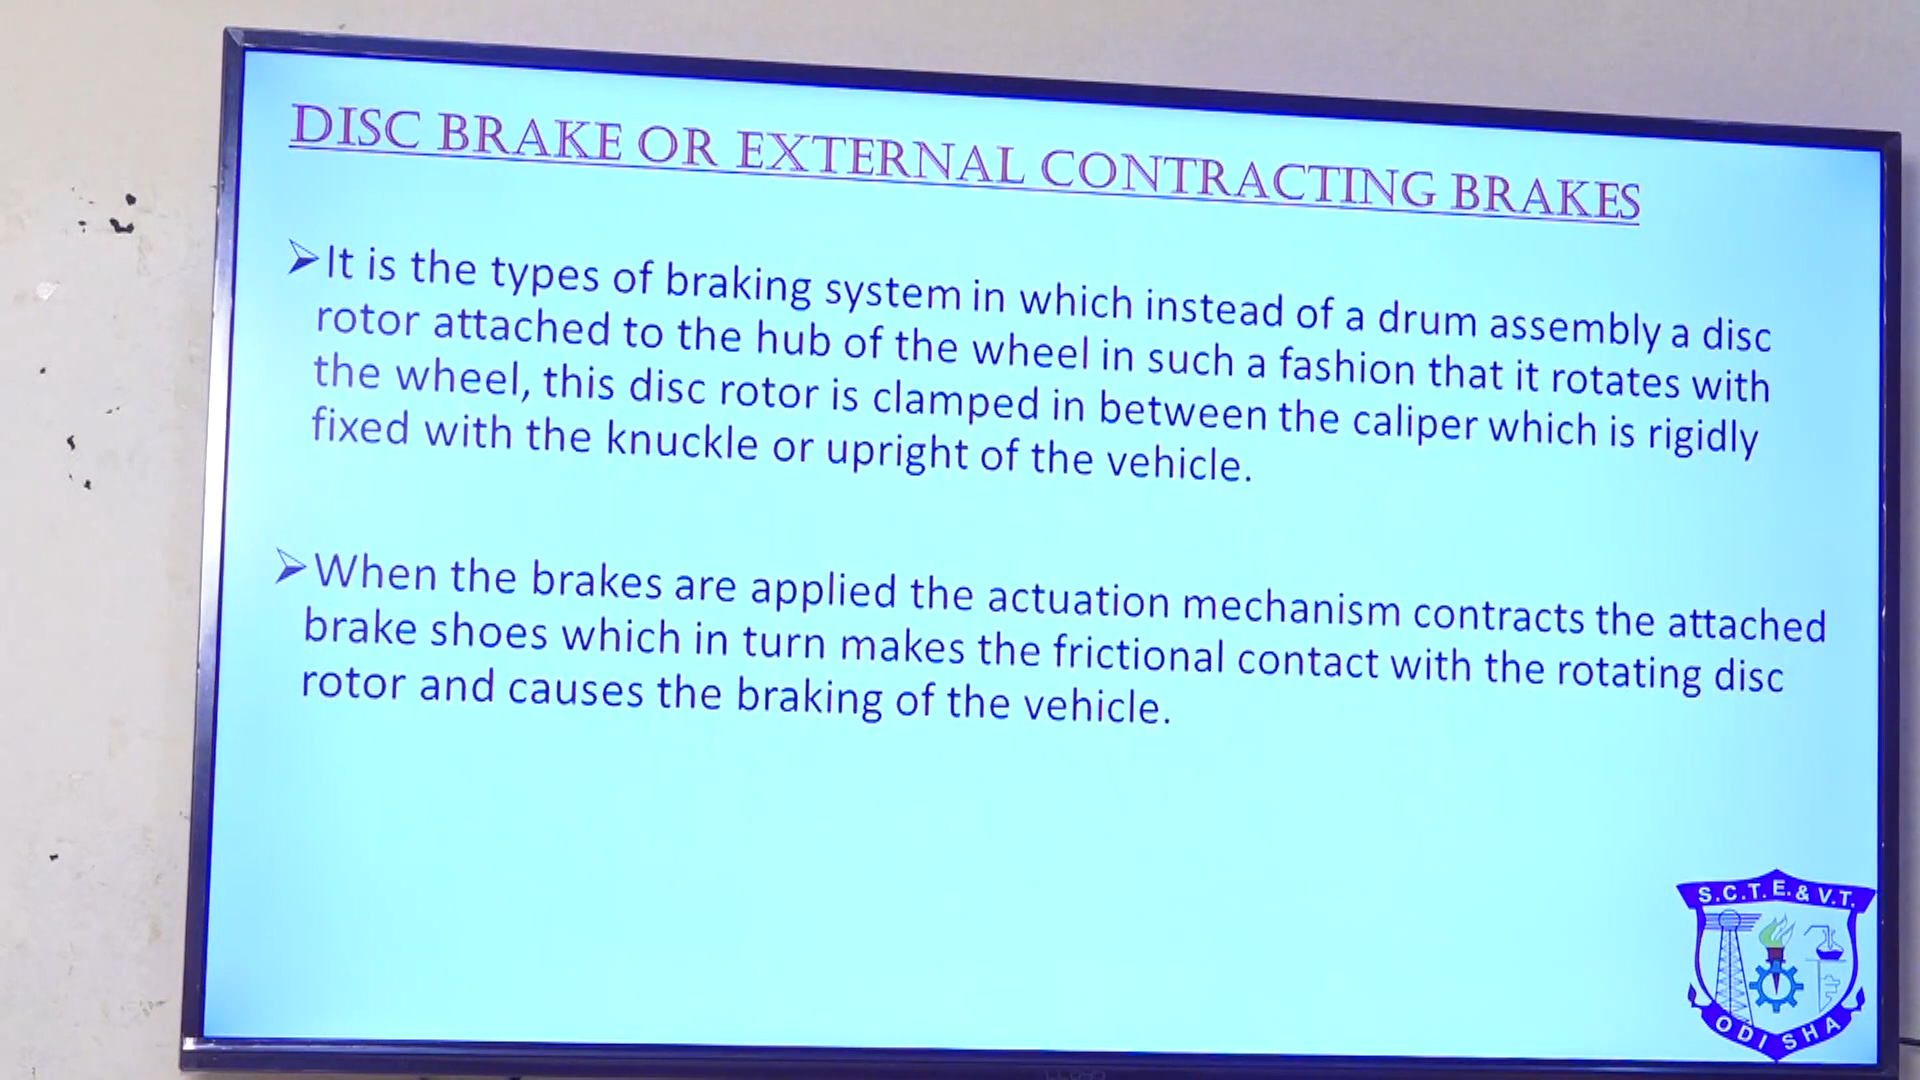 DISC BRAKE OR EXTERNAL CONTRACTING BRAKES
It is the types of braking system in which instead of a drum assembly a disc
rotor attached to the hub of the wheel in such a fashion that it rotates with
the wheel, this disc rotor is clamped in between the caliper which is rigidly
fixed with the knuckle or upright of the vehicle.
When the brakes are applied the actuation mechanism contracts the attached
brake shoes which in turn makes the frictional contact with the rotating disc
rotor and causes the braking of the vehicle.
S.C.T.E.& V.T.
ODISHA